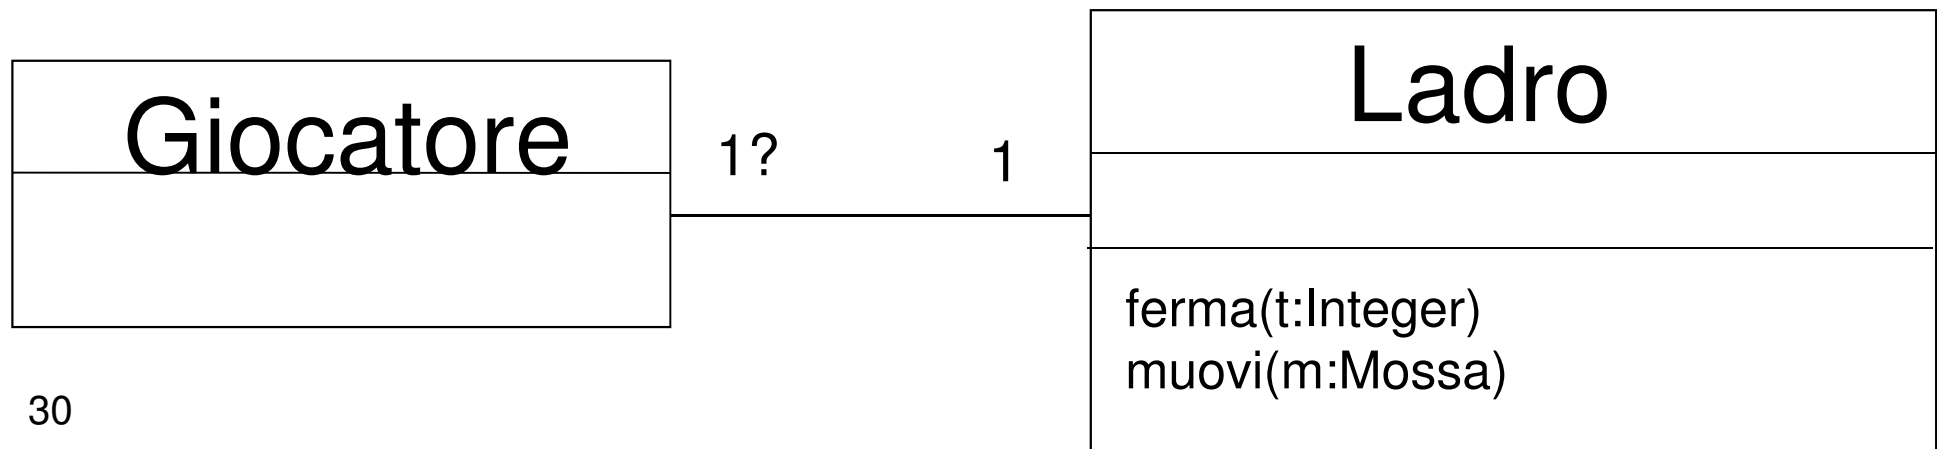 Giocatore
1?
1
Ladro
ferma(t:Integer)
muovi(m:Mossa)
30